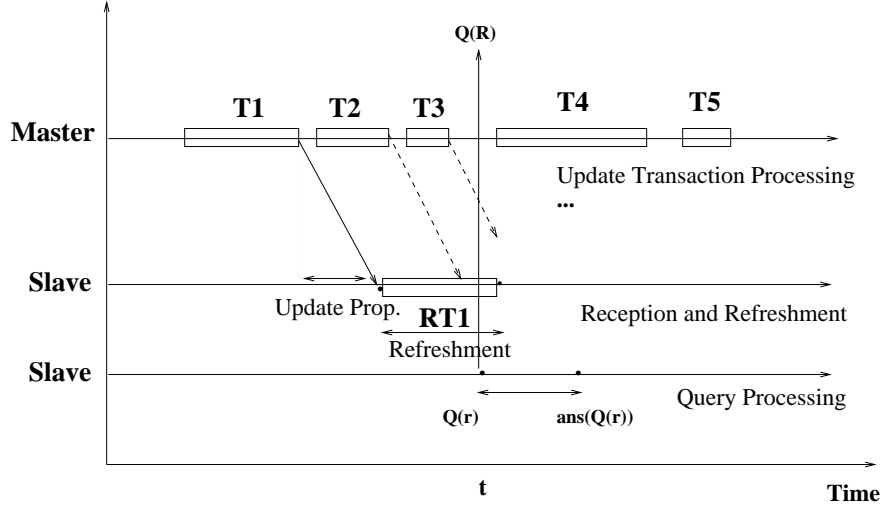 Q(R)
T1 T2 T3 T4 T5
Master
Update Transaction Processing
...
Slave
Update Prop.
RT1
Reception and Refreshment
Refreshment
Slave
Query Processing
Q(r) ans(Q(r))
t
Time